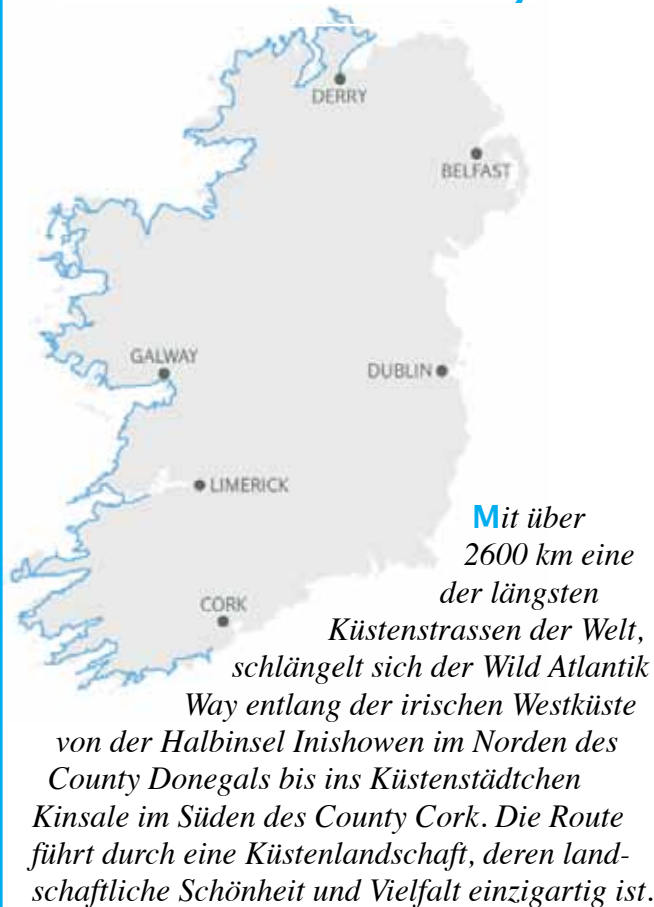 DERRY
BELFAST
GALWAY
DUBLIN
LIMERICK
CORK
Mit über
2600 km eine
der längsten
Küstenstrassen der Welt,
schlängelt sich der Wild Atlantik
Way entlang der irischen Westküste
von der Halbinsel Inishowen im Norden des
County Donegals bis ins Küstenstädtchen
Kinsale im Süden des County Cork. Die Route
führt durch eine Küstenlandschaft, deren land-
schaftliche Schönheit und Vielfalt einzigartig ist.